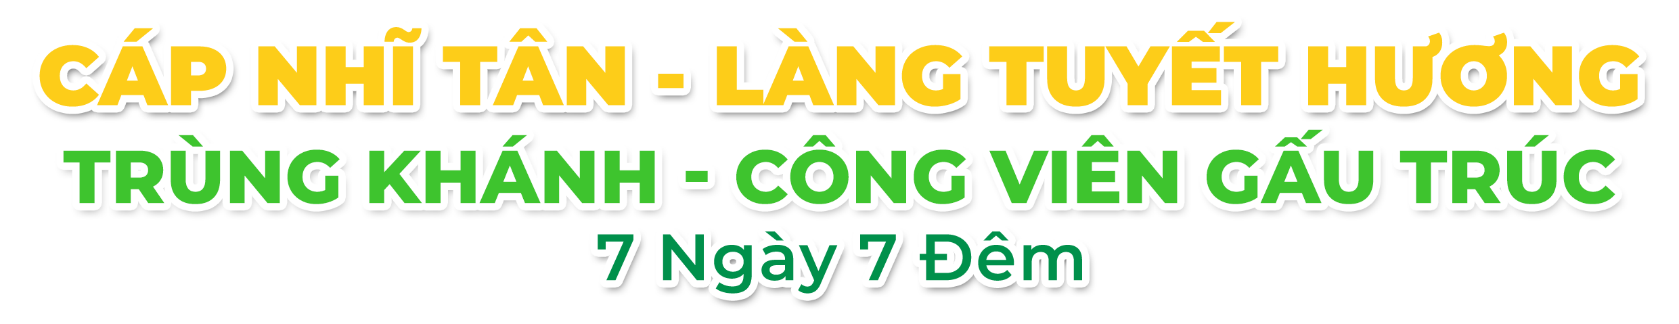 CÁP NHĨ TÂN - LÀNG TUYẾT HƯƠNG
TRÙNG KHÁNH - CÔNG VIÊN GẤU TRÚC
7 Ngày 7 Đêm